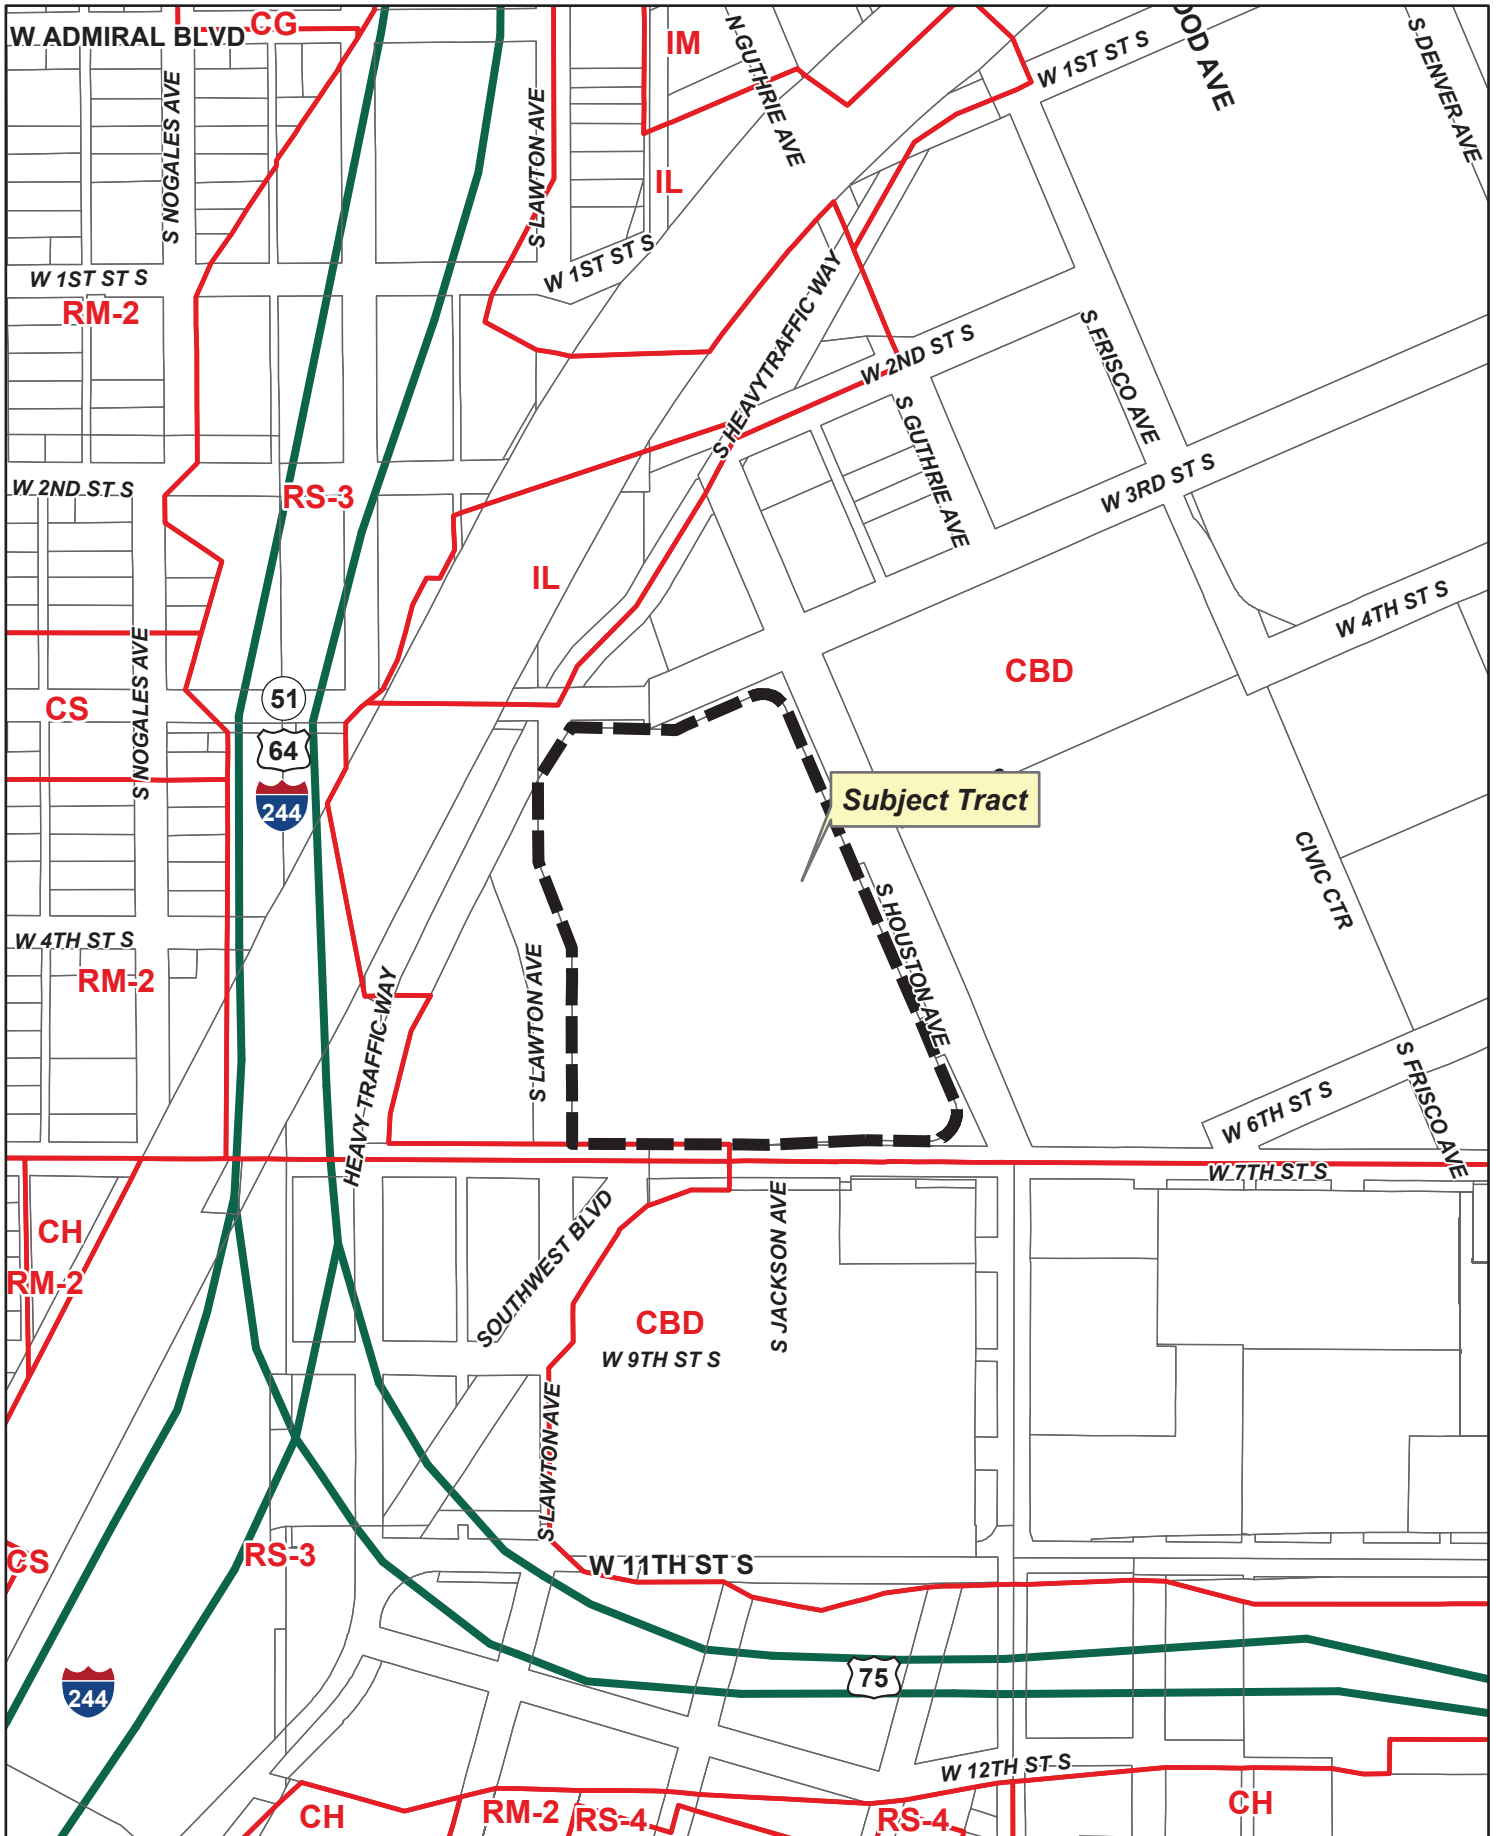 CG
W ADMIRAL BLVD
IM
N GUTHRIE AVE
W 1ST ST S
OOD AVE
S DENVER AVE
S NOGALES AVE
S LAWTON AVE
IL
W 1ST ST S
W 1ST ST S
RM-2
S HEAVYTRAFFIC WAY
W 2ND ST S
S FRISCO AVE
S GUTHRIE AVE
W 3RD ST S
W 2ND ST S
RS-3
IL
W 4TH ST S
S NOGALES AVE
CBD
CS
51
64
244
Subject Tract
CIVIC CTR
S HOUSTON AVE
W 4TH ST S
RM-2
HEAVY TRAFFIC WAY
S LAWTON AVE
W 6TH ST S
S FRISCO AVE
W 7TH ST S
CH
RM-2
SOUTHWEST BLVD
S JACKSON AVE
CBD
W 9TH ST S
S LAWTON AVE
CS
RS-3
W 11TH ST S
244
75
W 12TH ST S
CH
RM-2
RS-4
RS-4
CH